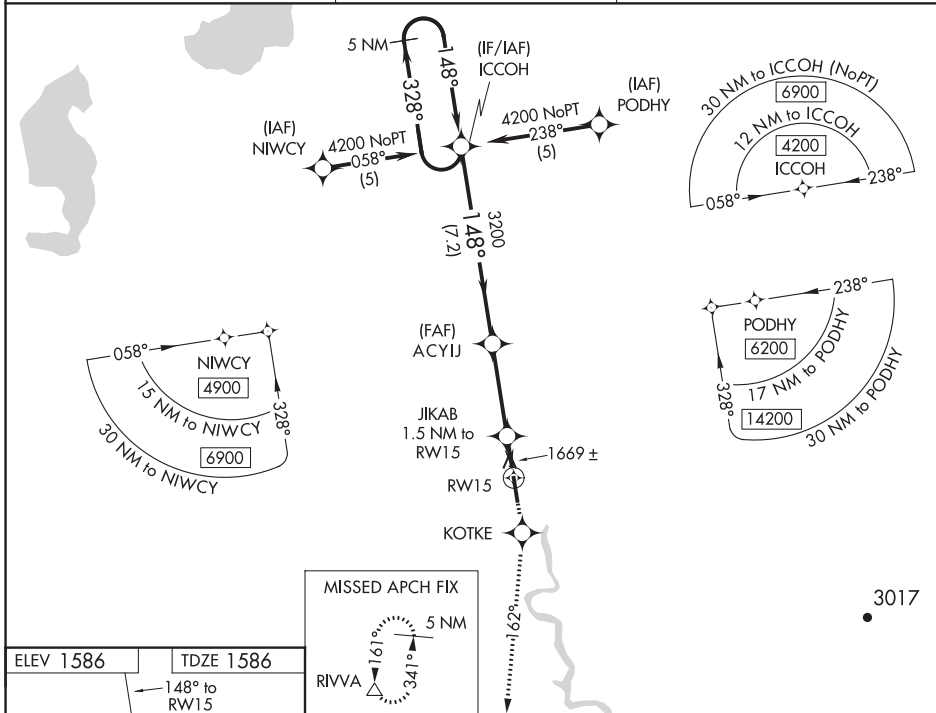 5 NM
148°
328°
(IF/IAF)
ICCOH
(IAF)
PODHY
4200 NoPT
238°
(5)
(IAF)
NIWCY
4200 NoPT
058°
(5)
30 NM to ICCOH (NoPT)
6900
12 NM to ICCOH
4200
ICCOH
058°
238°
3200
148°
(7.2)
(FAF)
ACYIJ
058°
NIWCY
4900
15 NM to NIWCY
328°
30 NM to NIWCY
6900
238°
PODHY
6200
17 NM to PODHY
328°
14200
30 NM to PODHY
JIKAB
1.5 NM to
RW15
1669 ±
RW15
KOTKE
162°
3017
MISSED APCH FIX
5 NM
161°
341°
RIVVA
ELEV 1586
TDZE 1586
148° to
RW15